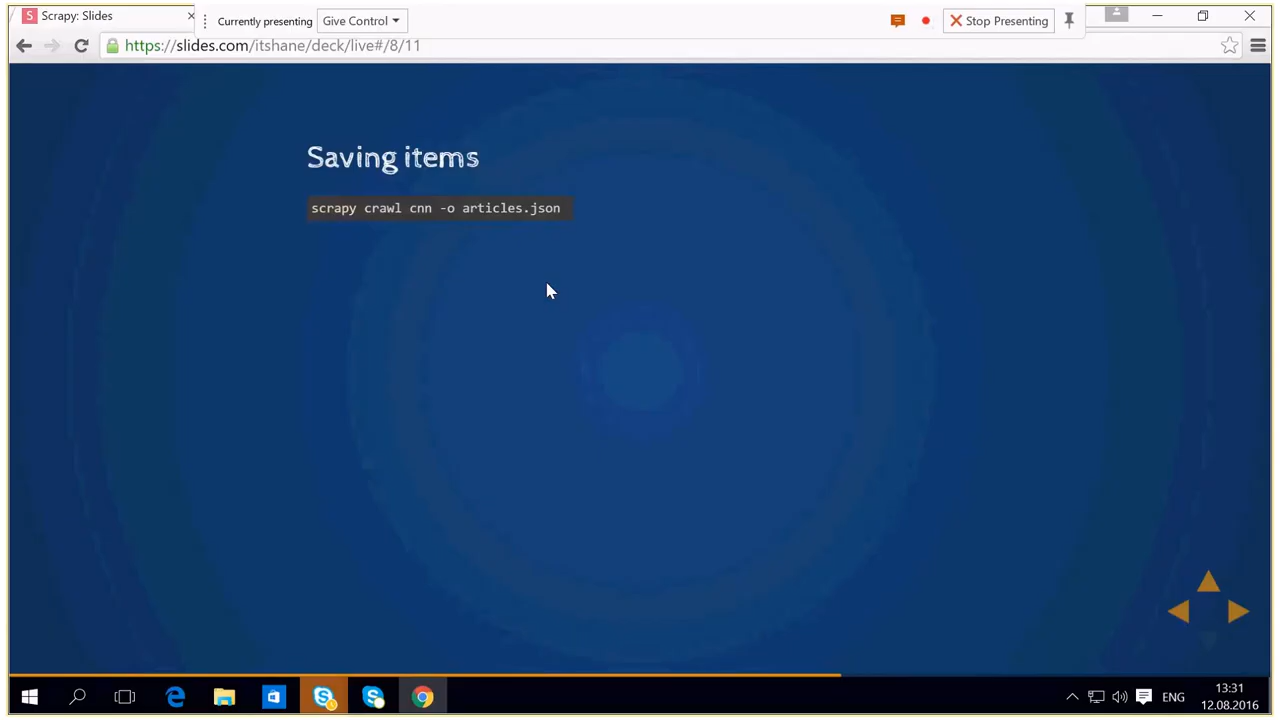 Scrapy: Slides
Currently presenting
Give Control
Stop Presenting
https://slides.com/itshane/deck/live#/8/11
Saving items
scrapy crawl cnn -o articles.json
ENG
13:31
12.08.2016